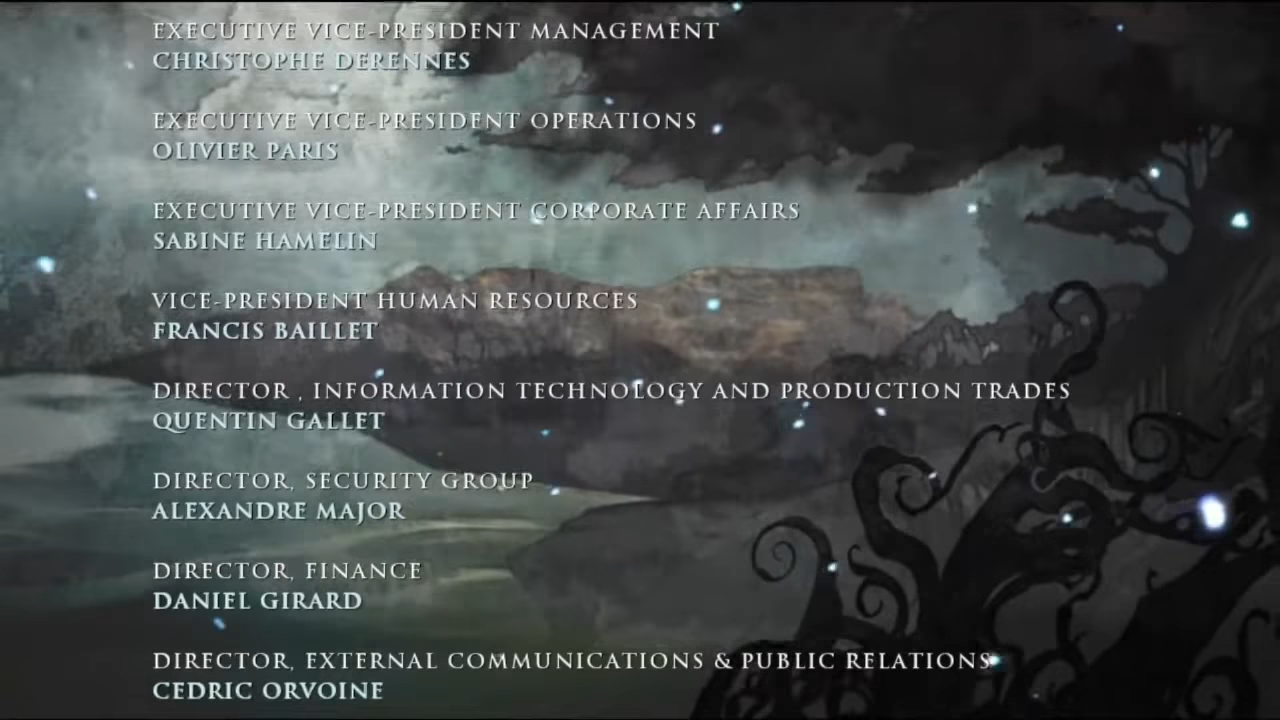 EXECUTIVE VICE-PRESIDENT MANAGEMENT
CHRISTOPHE DERENNES
EXECUTIVE VICE-PRESIDENT OPERATIONS
OLIVIER PARIS
EXECUTIVE VICE-PRESIDENT CORPORATE AFFAIRS
SABINE HAMELIN
VICE-PRESIDENT HUMAN RESOURCES
FRANCIS BAILLET
DIRECTOR , INFORMATION TECHNOLOGY AND PRODUCTION TRADES
QUENTIN GALLET
DIRECTOR, SECURITY GROUP
ALEXANDRE MAJOR
DIRECTOR, FINANCE
DANIEL GIRARD
DIRECTOR, EXTERNAL COMMUNICATIONS & PUBLIC RELATIONS
CEDRIC ORVOINE